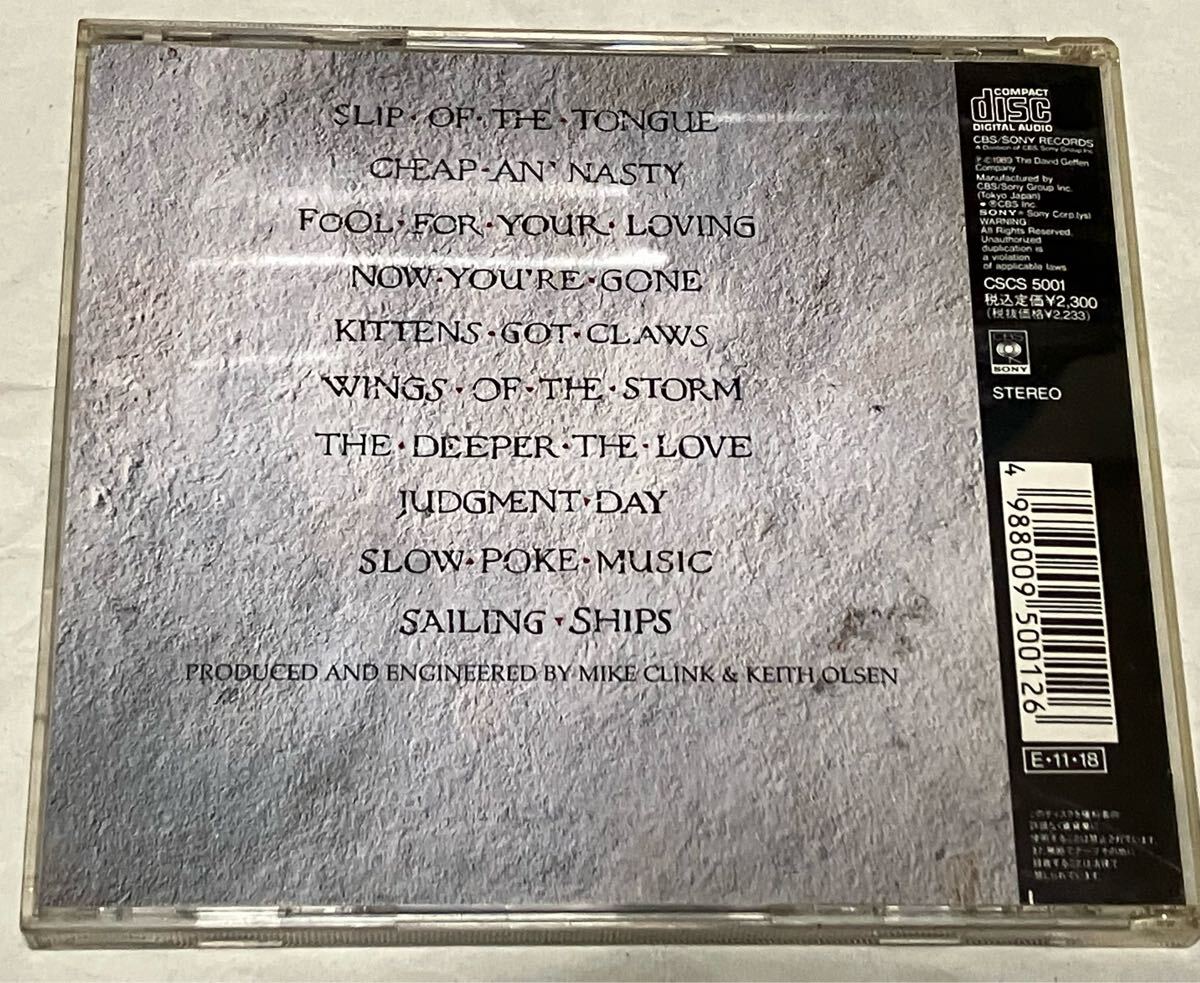 SLIP·OF·THE·TONGUE
CHEAP·AN' NASTY
FOOL·FOR·YOUR·LOVING
NOW·YOU'RE·GONE
KITTENS·GOT·CLAWS
WINGS·OF·THE·STORM
THE·DEEPER·THE·LOVE
JUDGMENT·DAY
SLOW·POKE·MUSIC
SAILING·SHIPS
PRODUCED AND ENGINEERED BY MIKE CLINK & KEITH OLSEN
COMPACT
disc
DIGITAL AUDIO
CBS/SONY RECORDS
A Division of CBS Sony Group Inc.
℗©1989 The David Geffen
Company
Manufactured by
CBS/Sony Group Inc.
(Tokyo Japan)
●®CBS Inc.
SONY® Sony Corp.
WARNING
All Rights Reserved.
Unauthorized
duplication is
a violation
of applicable laws
CSCS 5001
税込定価¥2,300
(税抜価格¥2,233)
CBS
SONY
STEREO
4 988009 500126
E·11·18